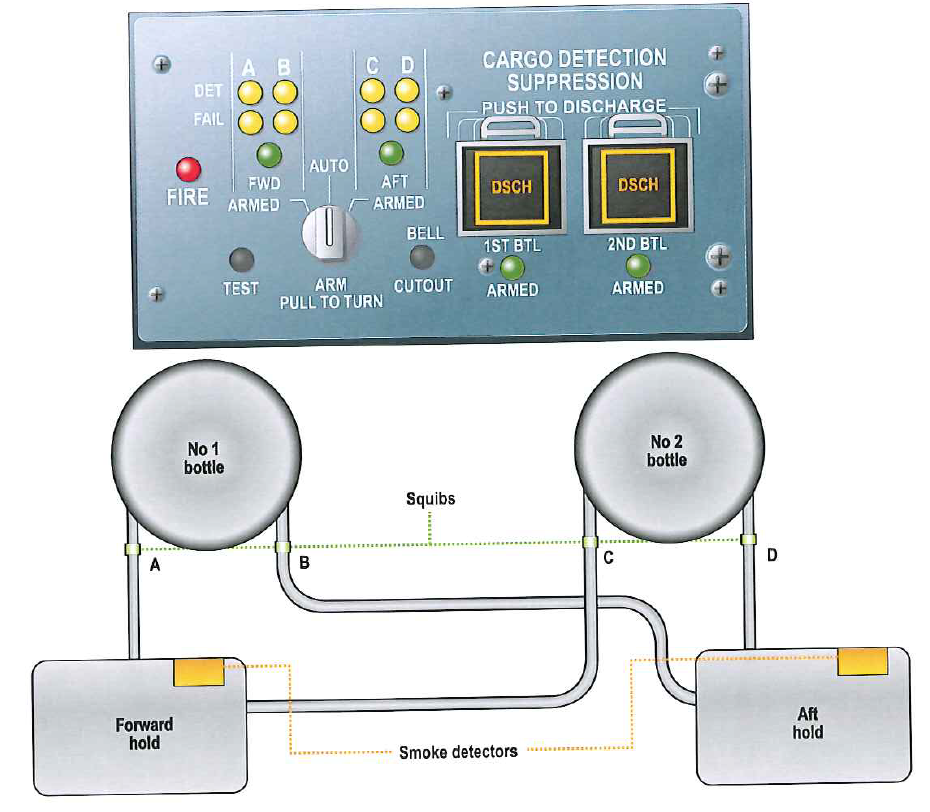 A B
C D
CARGO DETECTION
SUPPRESSION
PUSH TO DISCHARGE
DET
FAIL
AUTO
FIRE
FWD
ARMED
AFT
ARMED
DSCH
DSCH
BELL
1ST BTL
2ND BTL
TEST
ARM
PULL TO TURN
CUTOUT
ARMED
ARMED
No 1
bottle
No 2
bottle
Squibs
A
B
C
D
Forward
hold
Aft
hold
Smoke detectors